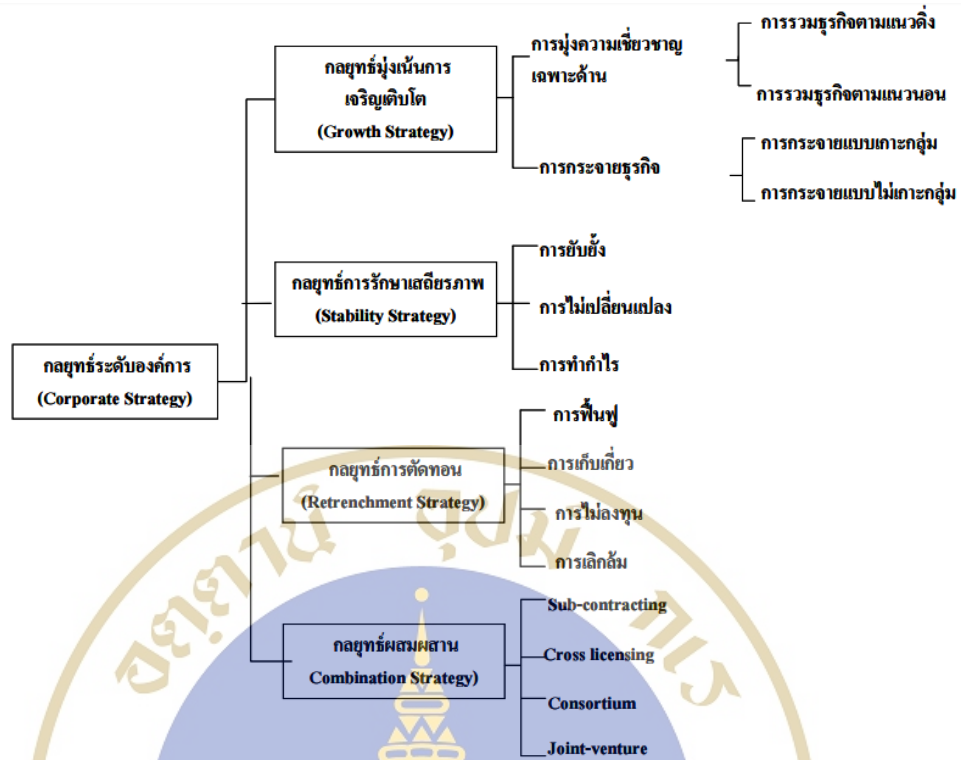 กลยุทธ์ระดับองค์การ
(Corporate Strategy)
กลยุทธ์มุ่งเน้นการ
เจริญเติบโต
(Growth Strategy)
การมุ่งความเชี่ยวชาญ
เฉพาะด้าน
การรวมธุรกิจตามแนวดิ่ง
การรวมธุรกิจตามแนวนอน
การกระจายธุรกิจ
การกระจายแบบเกาะกลุ่ม
การกระจายแบบไม่เกาะกลุ่ม
กลยุทธ์การรักษาเสถียรภาพ
(Stability Strategy)
การยับยั้ง
การไม่เปลี่ยนแปลง
การทำกำไร
กลยุทธ์การตัดทอน
(Retrenchment Strategy)
การฟื้นฟู
การเก็บเกี่ยว
การไม่ลงทุน
การเลิกล้ม
กลยุทธ์ผสมผสาน
Combination Strategy)
Sub-contracting
Cross licensing
Consortium
Joint-venture
อตฺตานํ อุปมํ กเร